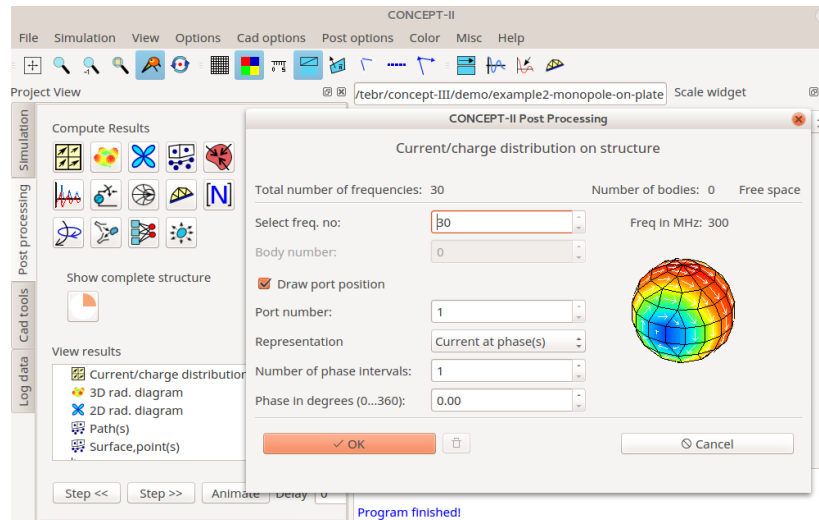 CONCEPT-II
File Simulation View Options Cad options Post options Color Misc Help
Project View
/tebr/concept-III/demo/example2-monopole-on-plate Scale widget
Simulation
Post processing
Cad tools
Log data
Compute Results
Show complete structure
View results
Current/charge distribution
3D rad. diagram
2D rad. diagram
Path(s)
Surface,point(s)
Step << Step >> Animate Delay 0
CONCEPT-II Post Processing
Current/charge distribution on structure
Total number of frequencies: 30 Number of bodies: 0 Free space
Select freq. no: 30 Freq in MHz: 300
Body number: 0
Draw port position
Port number: 1
Representation Current at phase(s)
Number of phase intervals: 1
Phase in degrees (0...360): 0.00
OK Cancel
Program finished!